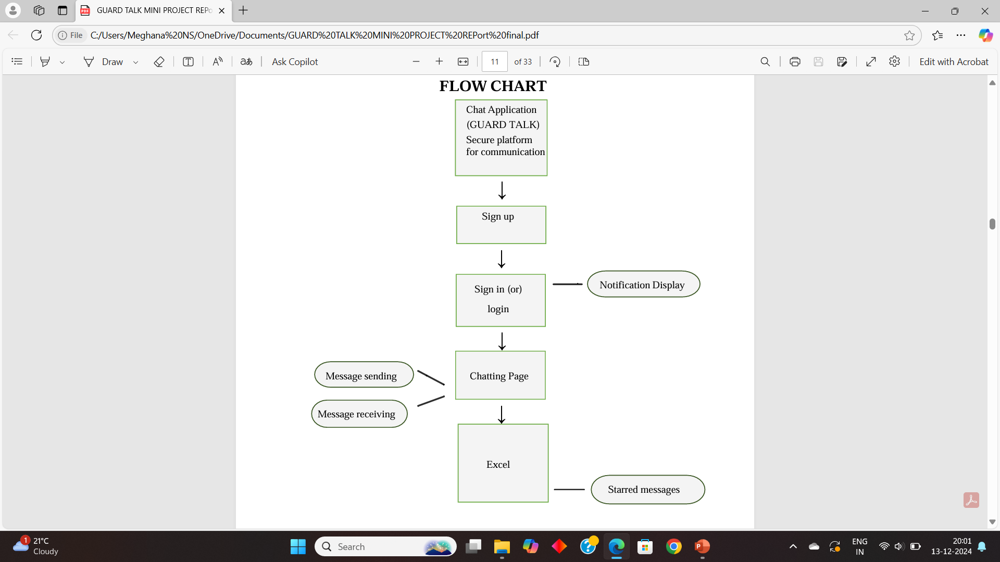 GUARD TALK MINI PROJECT REPo
File
C:/Users/Meghana%20NS/OneDrive/Documents/GUARD%20TALK%20MINI%20PROJECT%20REPort%20final.pdf
Draw
Ask Copilot
11
of 33
Edit with Acrobat
FLOW CHART
Chat Application
(GUARD TALK)
Secure platform
for communication
Sign up
Sign in (or)
login
Notification Display
Message sending
Message receiving
Chatting Page
Excel
Starred messages
1
21°C
Cloudy
Search
ENG
IN
20:01
13-12-2024